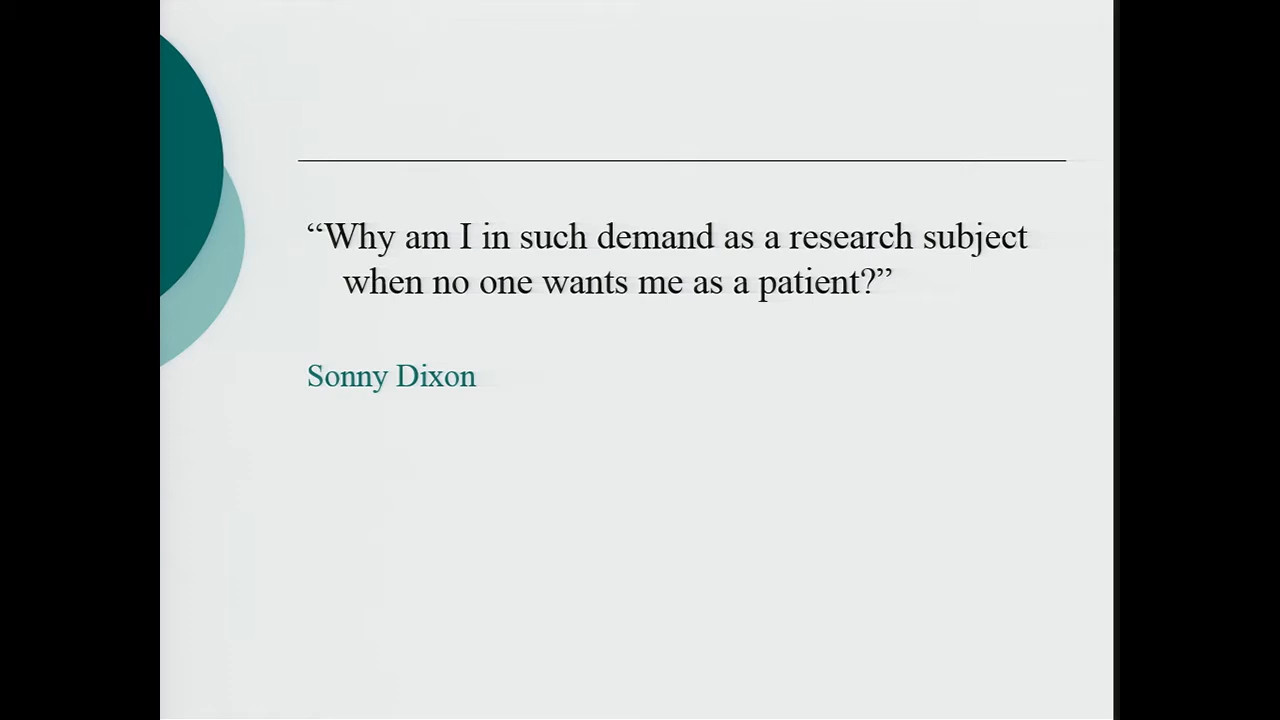 “Why am I in such demand as a research subject
when no one wants me as a patient?”
Sonny Dixon